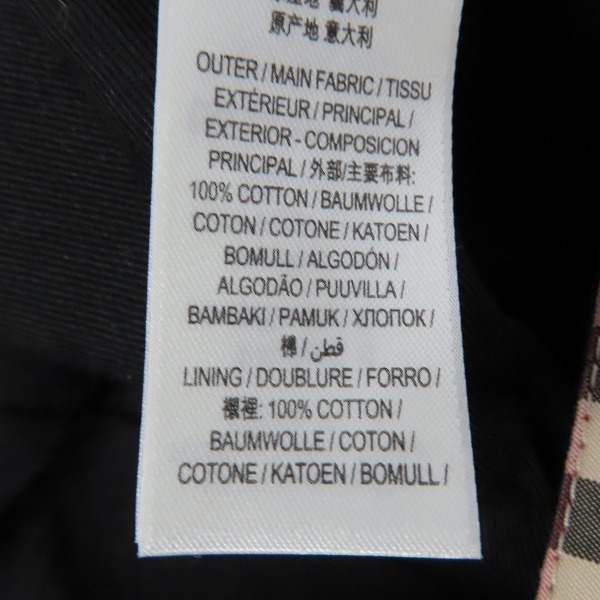 原产地 意大利
OUTER / MAIN FABRIC / TISSU
EXTÉRIEUR / PRINCIPAL /
EXTERIOR - COMPOSICION
PRINCIPAL / 外部/主要布料:
100% COTTON / BAUMWOLLE /
COTON / COTONE / KATOEN /
BOMULL / ALGODÓN /
ALGODÃO / PUUVILLA /
BAMBAKI / PAMUK / ХЛОПОК /
棉 / قطن /
LINING / DOUBLURE / FORRO /
襯裡: 100% COTTON /
BAUMWOLLE / COTON /
COTONE / KATOEN / BOMULL /